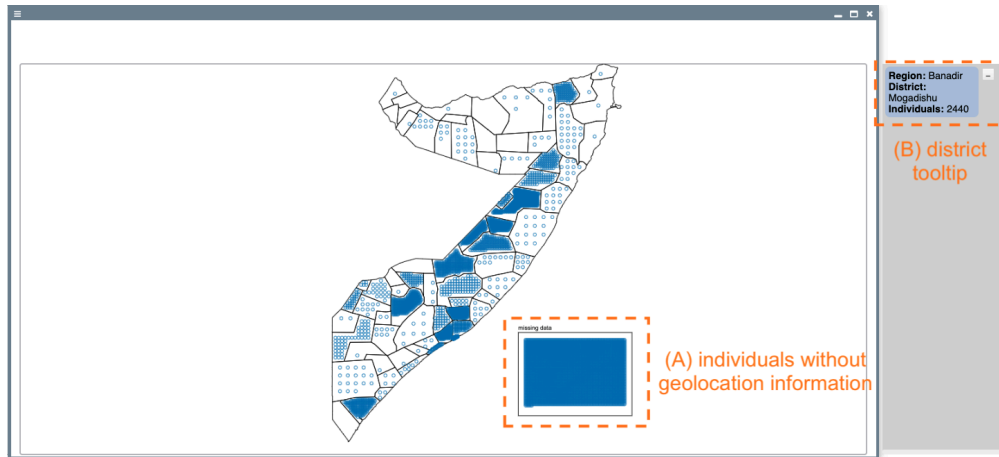 Region: Banadir
District:
Mogadishu
Individuals: 2440
(B) district
tooltip
missing data
(A) individuals without
geolocation information